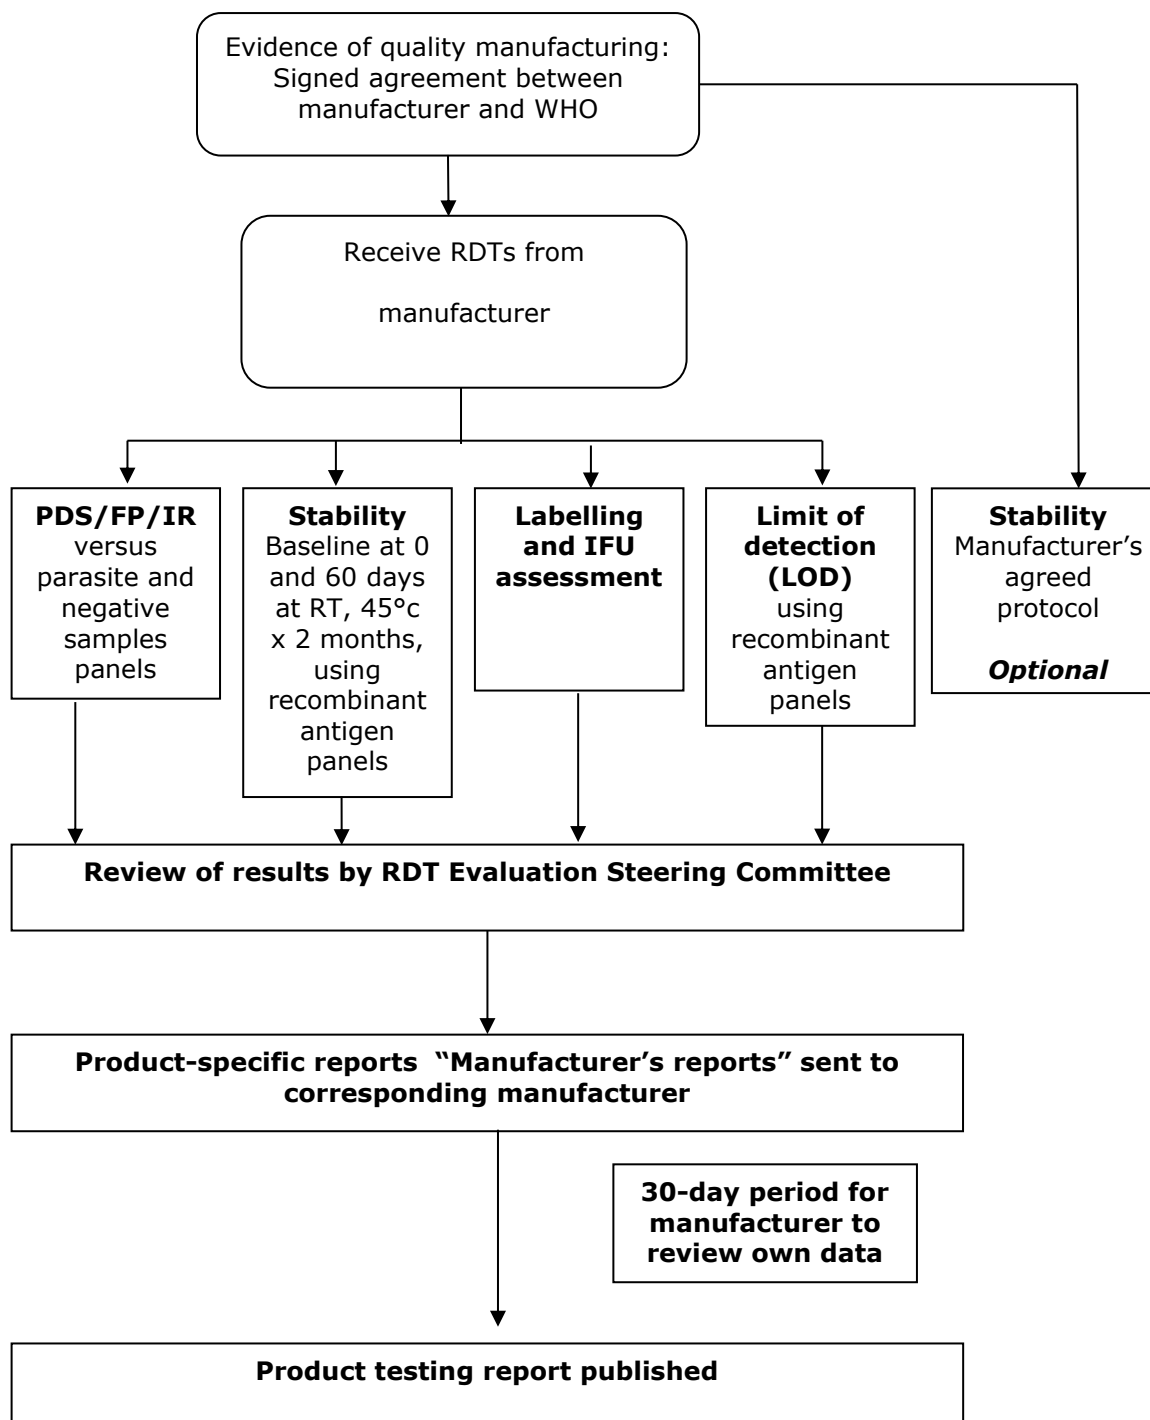 Evidence of quality manufacturing:
Signed agreement between
manufacturer and WHO
Receive RDTs from
manufacturer
PDS/FP/IR
versus
parasite and
negative
samples
panels
Stability
Baseline at 0
and 60 days
at RT, 45°c
x 2 months,
using
recombinant
antigen
panels
Labelling
and IFU
assessment
Limit of
detection
(LOD)
using
recombinant
antigen
panels
Stability
Manufacturer’s
agreed
protocol
Optional
Review of results by RDT Evaluation Steering Committee
Product-specific reports “Manufacturer’s reports” sent to
corresponding manufacturer
30-day period for
manufacturer to
review own data
Product testing report published